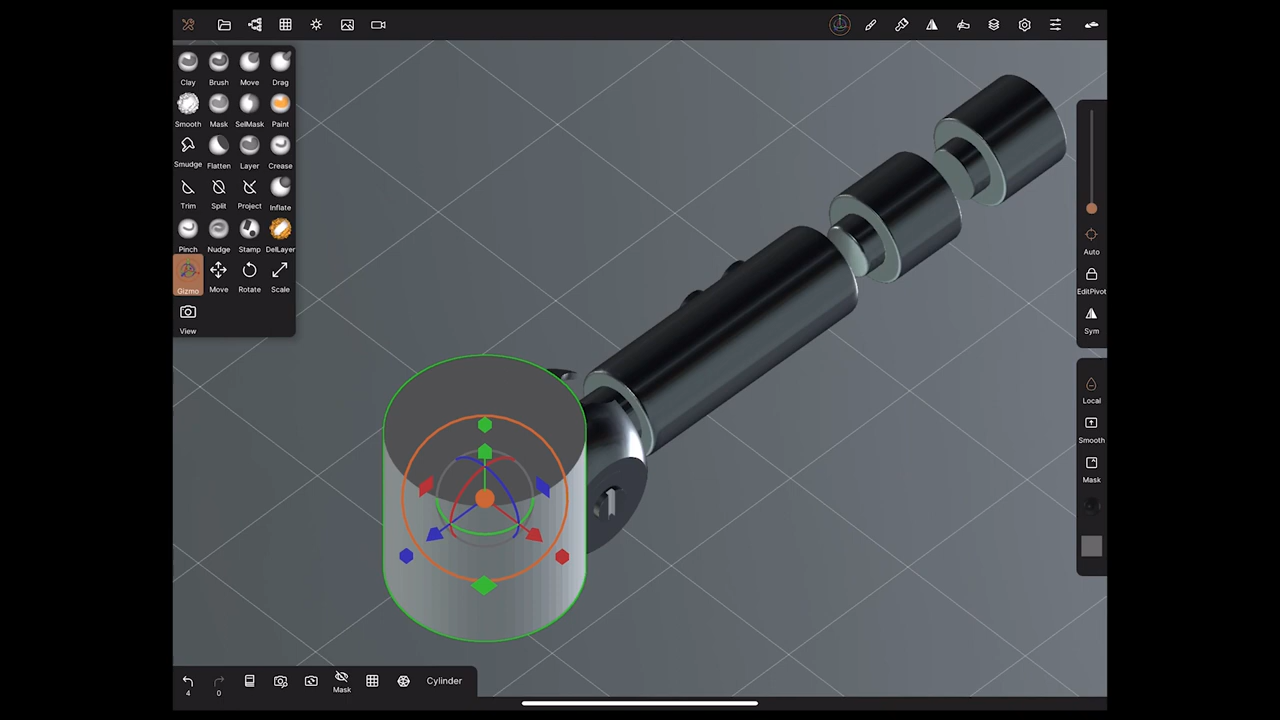 Clay Brush Move Drag
Smooth Mask SelMask Paint
Smudge Flatten Layer Crease
Trim Split Project Inflate
Pinch Nudge Stamp DelLayer
Gizmo Move Rotate Scale
View
Auto
EditPivot
Sym
Local
Smooth
Mask
4 0 Mask Cylinder